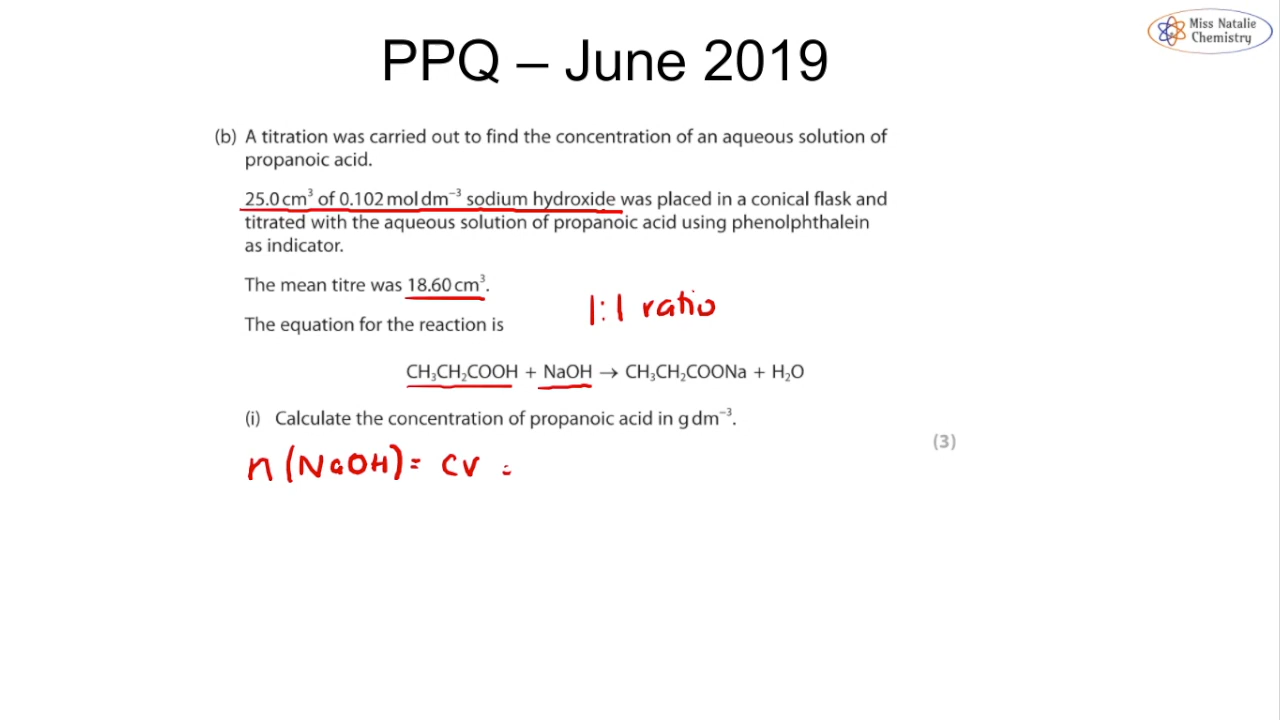 Miss Natalie
Chemistry
PPQ – June 2019
(b) A titration was carried out to find the concentration of an aqueous solution of
propanoic acid.
25.0 cm³ of 0.102 mol dm⁻³ sodium hydroxide was placed in a conical flask and
titrated with the aqueous solution of propanoic acid using phenolphthalein
as indicator.
The mean titre was 18.60 cm³.
1:1 ratio
The equation for the reaction is
CH₃CH₂COOH + NaOH → CH₃CH₂COONa + H₂O
(i) Calculate the concentration of propanoic acid in g dm⁻³.
(3)
n (NaOH) = cv =